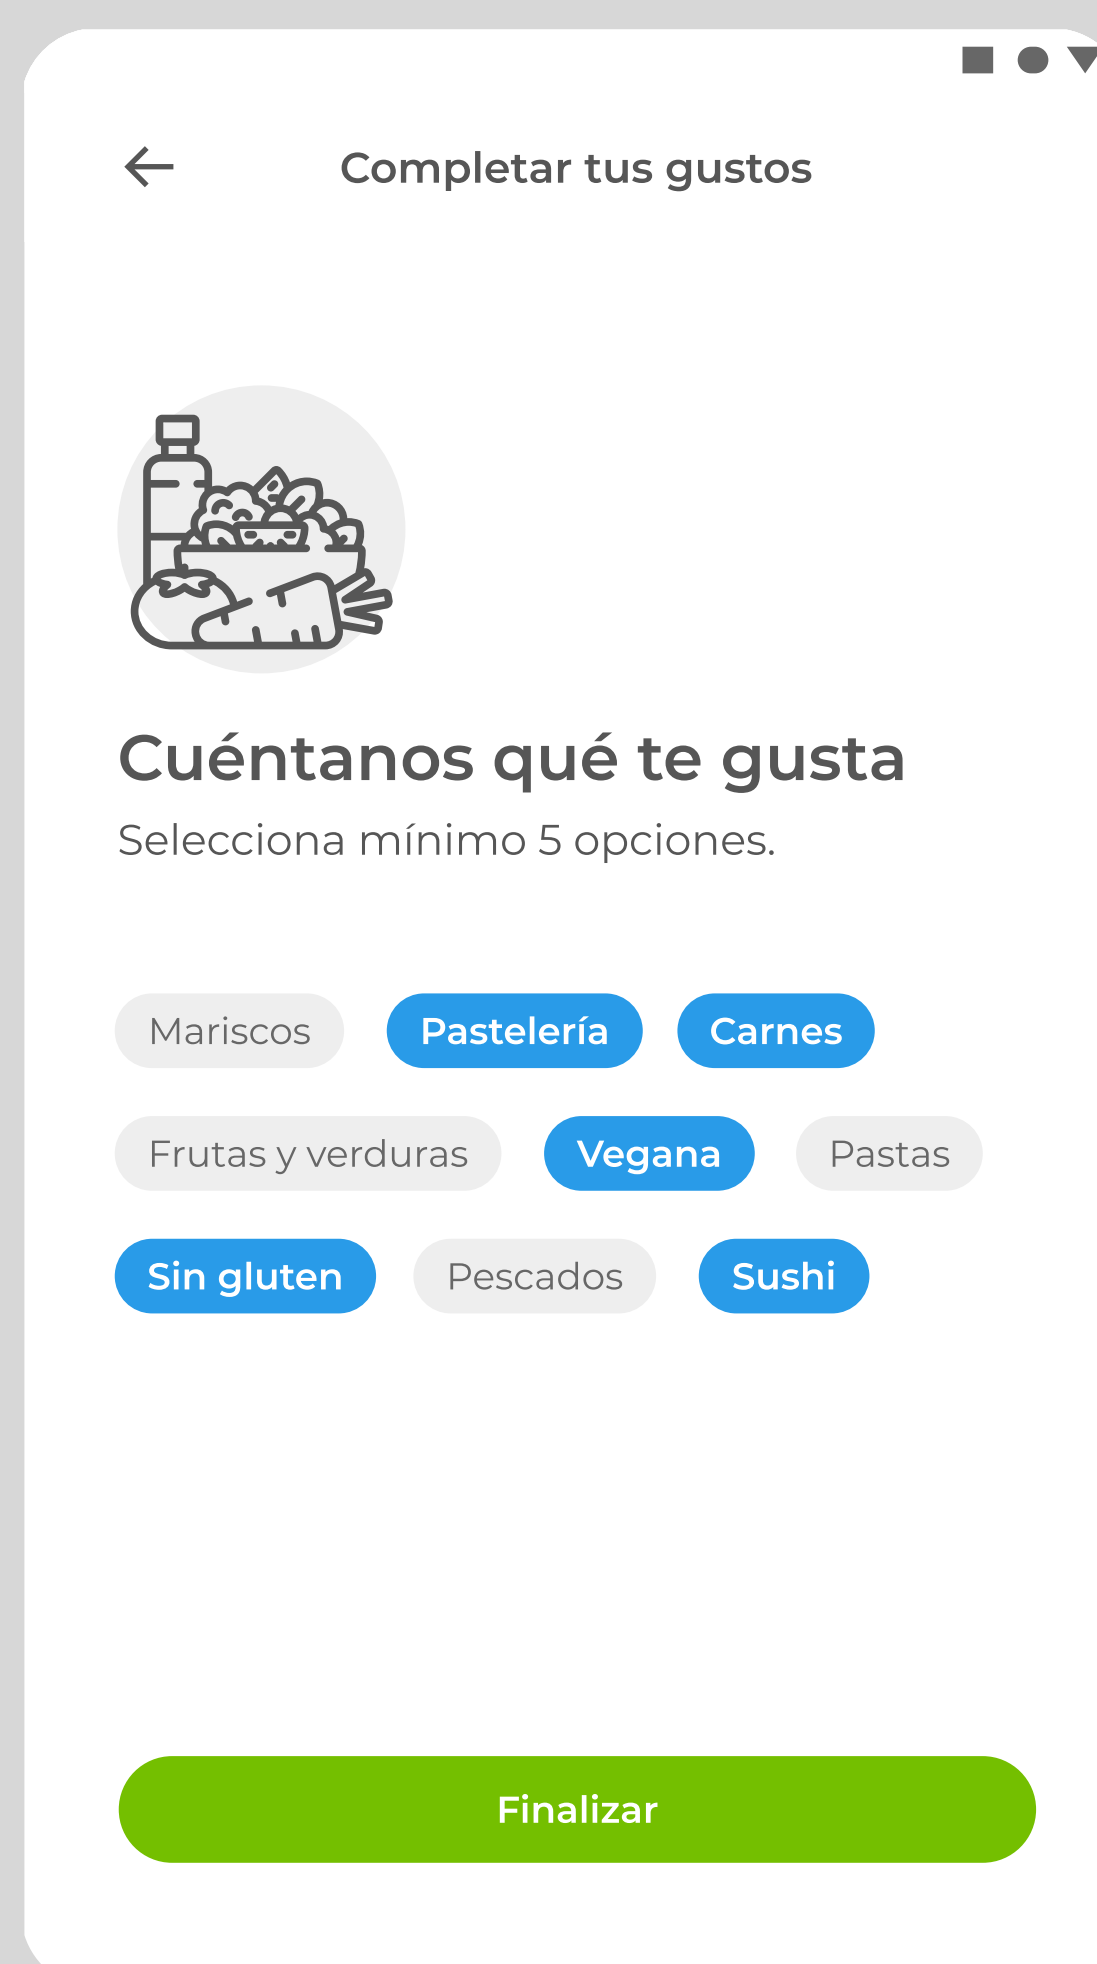 Completar tus gustos
Cuéntanos qué te gusta
Selecciona mínimo 5 opciones.
Mariscos Pastelería Carnes
Frutas y verduras Vegana Pastas
Sin gluten Pescados Sushi
Finalizar